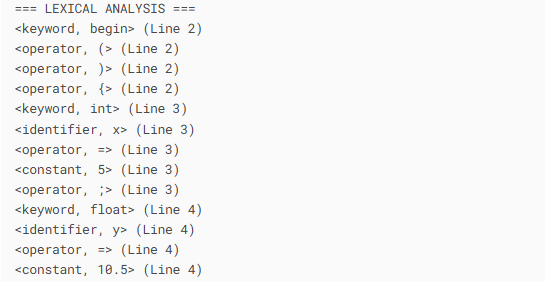 === LEXICAL ANALYSIS ===
<keyword, begin> (Line 2)
<operator, (> (Line 2)
<operator, )> (Line 2)
<operator, {> (Line 2)
<keyword, int> (Line 3)
<identifier, x> (Line 3)
<operator, => (Line 3)
<constant, 5> (Line 3)
<operator, ;> (Line 3)
<keyword, float> (Line 4)
<identifier, y> (Line 4)
<operator, => (Line 4)
<constant, 10.5> (Line 4)